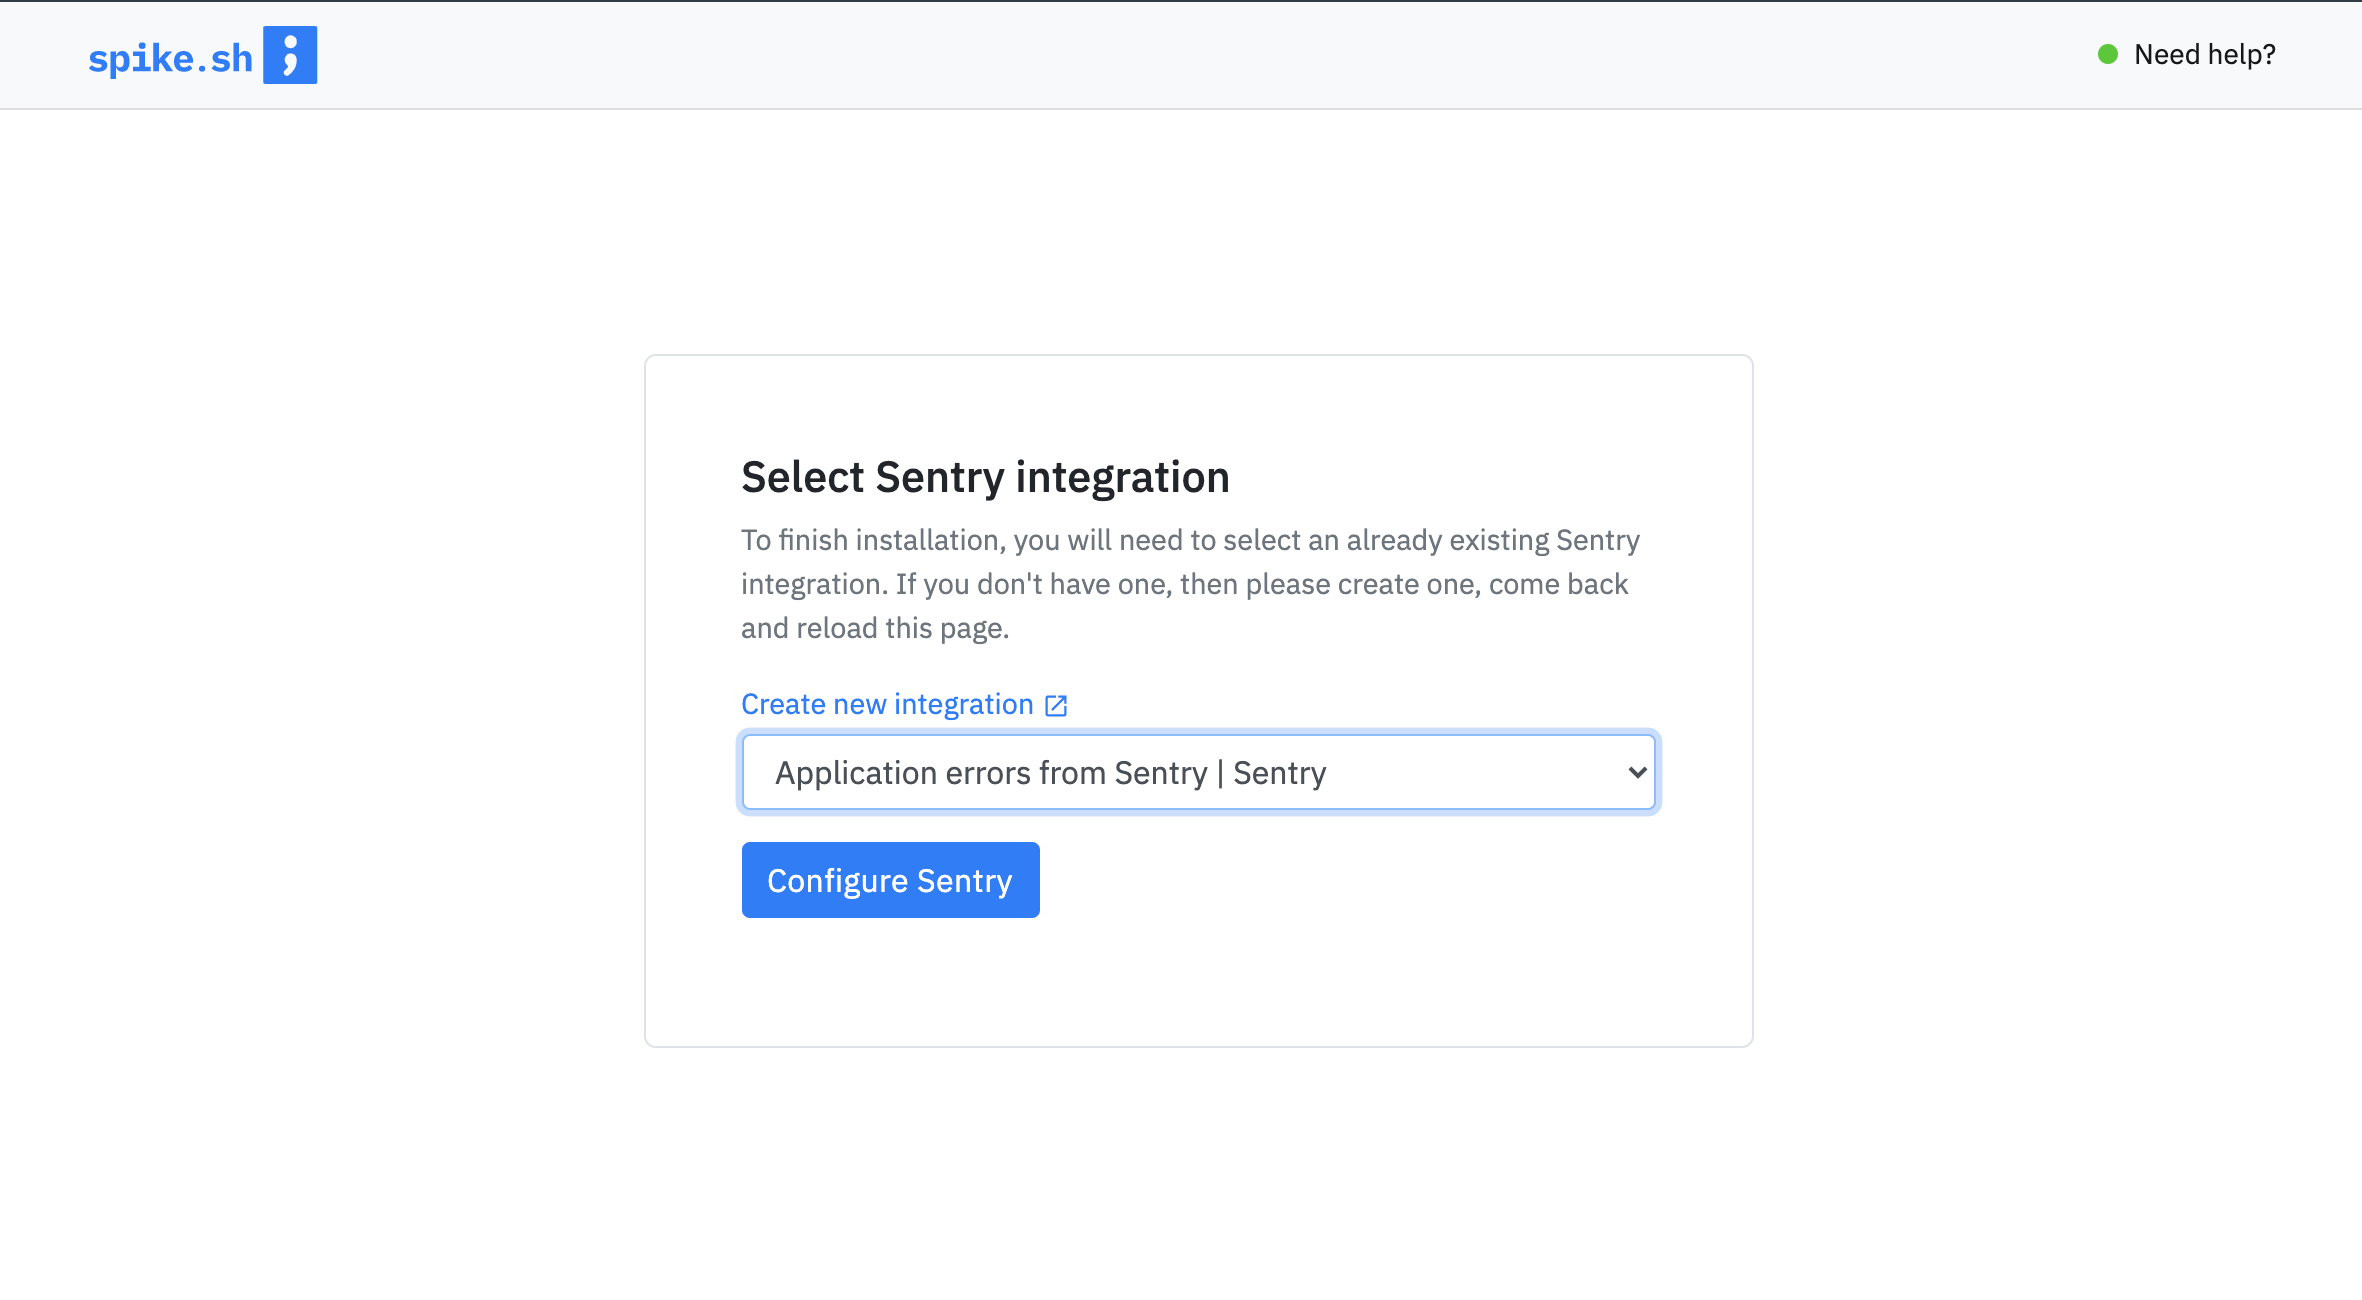 spike.sh ;
Need help?
Select Sentry integration
To finish installation, you will need to select an already existing Sentry
integration. If you don't have one, then please create one, come back
and reload this page.
Create new integration
Application errors from Sentry | Sentry
Configure Sentry